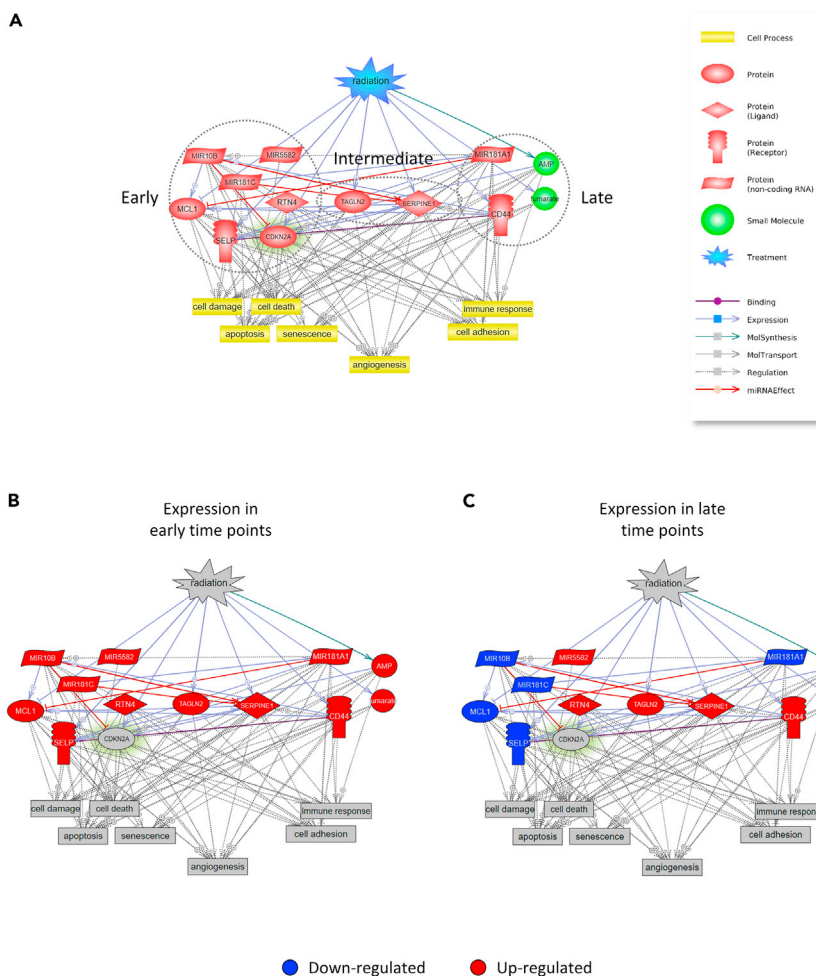 A
radiation
MIR10B
MIR5582
Intermediate
MIR181A1
AMP
MIR181C
Early
Late
MCL1
RTN4
TAGLN2
SERPINE1
fumarate
CD44
SELP
CDKN2A
cell damage
cell death
immune response
apoptosis
senescence
cell adhesion
angiogenesis
Cell Process
Protein
Protein
(Ligand)
Protein
(Receptor)
Protein
(non-coding RNA)
Small Molecule
Treatment
Binding
Expression
MolSynthesis
MolTransport
Regulation
miRNAEffect
B
Expression in
early time points
radiation
MIR10B
MIR5582
MIR181A1
AMP
MIR181C
MCL1
RTN4
TAGLN2
SERPINE1
umarate
CD44
SELP
CDKN2A
cell damage
cell death
immune response
apoptosis
senescence
cell adhesion
angiogenesis
C
Expression in late
time points
radiation
MIR10B
MIR5582
MIR181A1
MIR181C
MCL1
RTN4
TAGLN2
SERPINE1
CD44
SELP
CDKN2A
cell damage
cell death
immune respon
apoptosis
senescence
cell adhesion
angiogenesis
Down-regulated
Up-regulated